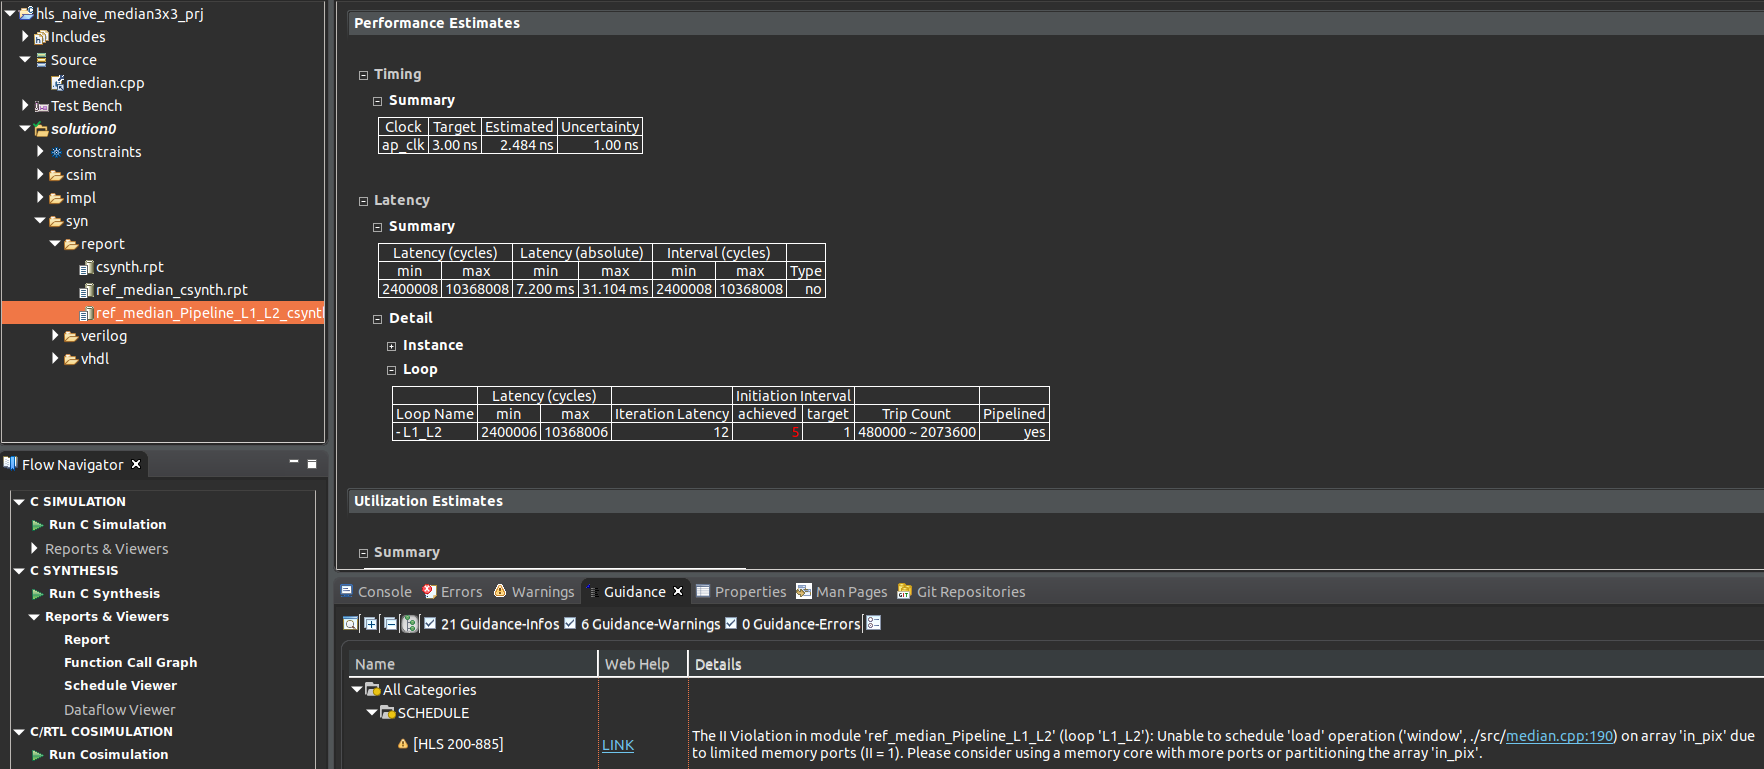 hls_naive_median3x3_prj
Includes
Source
median.cpp
Test Bench
solution0
constraints
csim
impl
syn
report
csynth.rpt
ref_median_csynth.rpt
ref_median_Pipeline_L1_L2_csynth
verilog
vhdl
Flow Navigator
C SIMULATION
Run C Simulation
Reports & Viewers
C SYNTHESIS
Run C Synthesis
Reports & Viewers
Report
Function Call Graph
Schedule Viewer
Dataflow Viewer
C/RTL COSIMULATION
Run Cosimulation
Performance Estimates
Timing
Summary
Clock Target Estimated Uncertainty
ap_clk 3.00 ns 2.484 ns 1.00 ns
Latency
Summary
Latency (cycles) Latency (absolute) Interval (cycles)
min max min max min max Type
2400008 10368008 7.200 ms 31.104 ms 2400008 10368008 no
Detail
Instance
Loop
Latency (cycles) Initiation Interval
Loop Name min max Iteration Latency achieved target Trip Count Pipelined
- L1_L2 2400006 10368006 12 5 1 480000 ~ 2073600 yes
Utilization Estimates
Summary
Console Errors Warnings Guidance Properties Man Pages Git Repositories
21 Guidance-Infos 6 Guidance-Warnings 0 Guidance-Errors
Name Web Help Details
All Categories
SCHEDULE
[HLS 200-885] LINK The II Violation in module 'ref_median_Pipeline_L1_L2' (loop 'L1_L2'): Unable to schedule 'load' operation ('window', ./src/median.cpp:190) on array 'in_pix' due
to limited memory ports (II = 1). Please consider using a memory core with more ports or partitioning the array 'in_pix'.